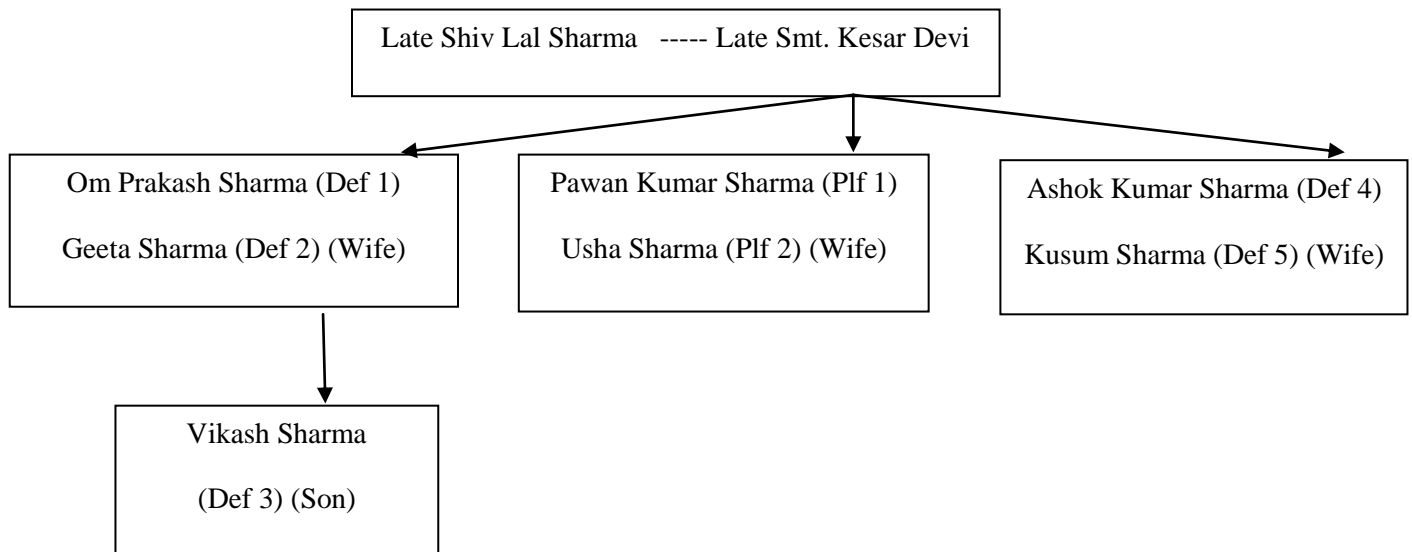 Late Shiv Lal Sharma ----- Late Smt. Kesar Devi
Om Prakash Sharma (Def 1)
Geeta Sharma (Def 2) (Wife)
Pawan Kumar Sharma (Plf 1)
Usha Sharma (Plf 2) (Wife)
Ashok Kumar Sharma (Def 4)
Kusum Sharma (Def 5) (Wife)
Vikash Sharma
(Def 3) (Son)